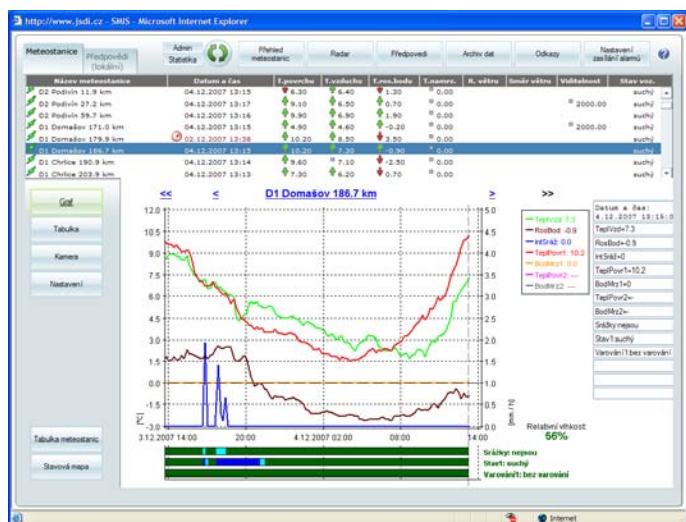 http://www.jsdi.cz - SMIS - Microsoft Internet Explorer
Meteostanice
Předpovědi (lokální)
Admin Statistika
Přehled meteostanic
Radar
Předpovedi
Archiv dat
Odkazy
Nastavení zasílání alarmů
Název meteostanice Datum a čas T.povrchu T.vzduchu T.ros.bodu T.namrz. R. větru Směr větru Viditelnost Stav voz.
D2 Podivín 11.9 km 04.12.2007 13:15 6.30 6.40 1.30 0.00 suchý
D2 Podivín 27.2 km 04.12.2007 13:17 9.10 6.50 0.70 0.00 2000.00 suchý
D2 Podivín 59.7 km 04.12.2007 13:16 9.90 6.90 1.90 0.00 suchý
D1 Domašov 171.0 km 04.12.2007 13:15 4.90 4.60 -0.20 0.00 2000.00 suchý
D1 Domašov 179.9 km 02.12.2007 13:38 10.20 8.50 3.50 0.00 suchý
D1 Domašov 186.7 km 04.12.2007 13:15 10.20 7.30 -0.90 0.00 suchý
D1 Chrlice 190.9 km 04.12.2007 13:14 9.60 7.10 -2.50 0.00 suchý
D1 Chrlice 203.9 km 04.12.2007 13:13 7.30 6.20 0.70 0.00 suchý
Graf
Tabulka
Kamera
Nastavení
Tabulka meteostanic
Stavová mapa
<< < D1 Domašov 186.7 km > >>
12.0 5.0
10.5 4.5
9.0 4.0
7.5 3.5
6.0 3.0
4.5 2.5
3.0 2.0
1.5 1.5
0.0 1.0
-1.5 0.5
-3.0 0.0
[°C] [mm / h]
3.12.2007 14:00 20:00 4.12.2007 02:00 08:00 14:00
TeplVzd: 7.3
RosBod: -0.9
IntSráž: 0.0
TeplPovr1: 10.2
BodMrz1: 0.0
TeplPovr2: ---
BodMrz2: ---
Datum a čas:
4.12.2007 13:15:0
TeplVzd=7.3
RosBod=-0.9
IntSráž=0
TeplPovr1=10.2
BodMrz1=0
TeplPovr2=-
BodMrz2=-
Srážky:nejsou
Stav1:suchý
Varování1:bez varování
Relativní vlhkost:
56%
Srážky: nejsou
Stav1: suchý
Varování1: bez varování
Internet